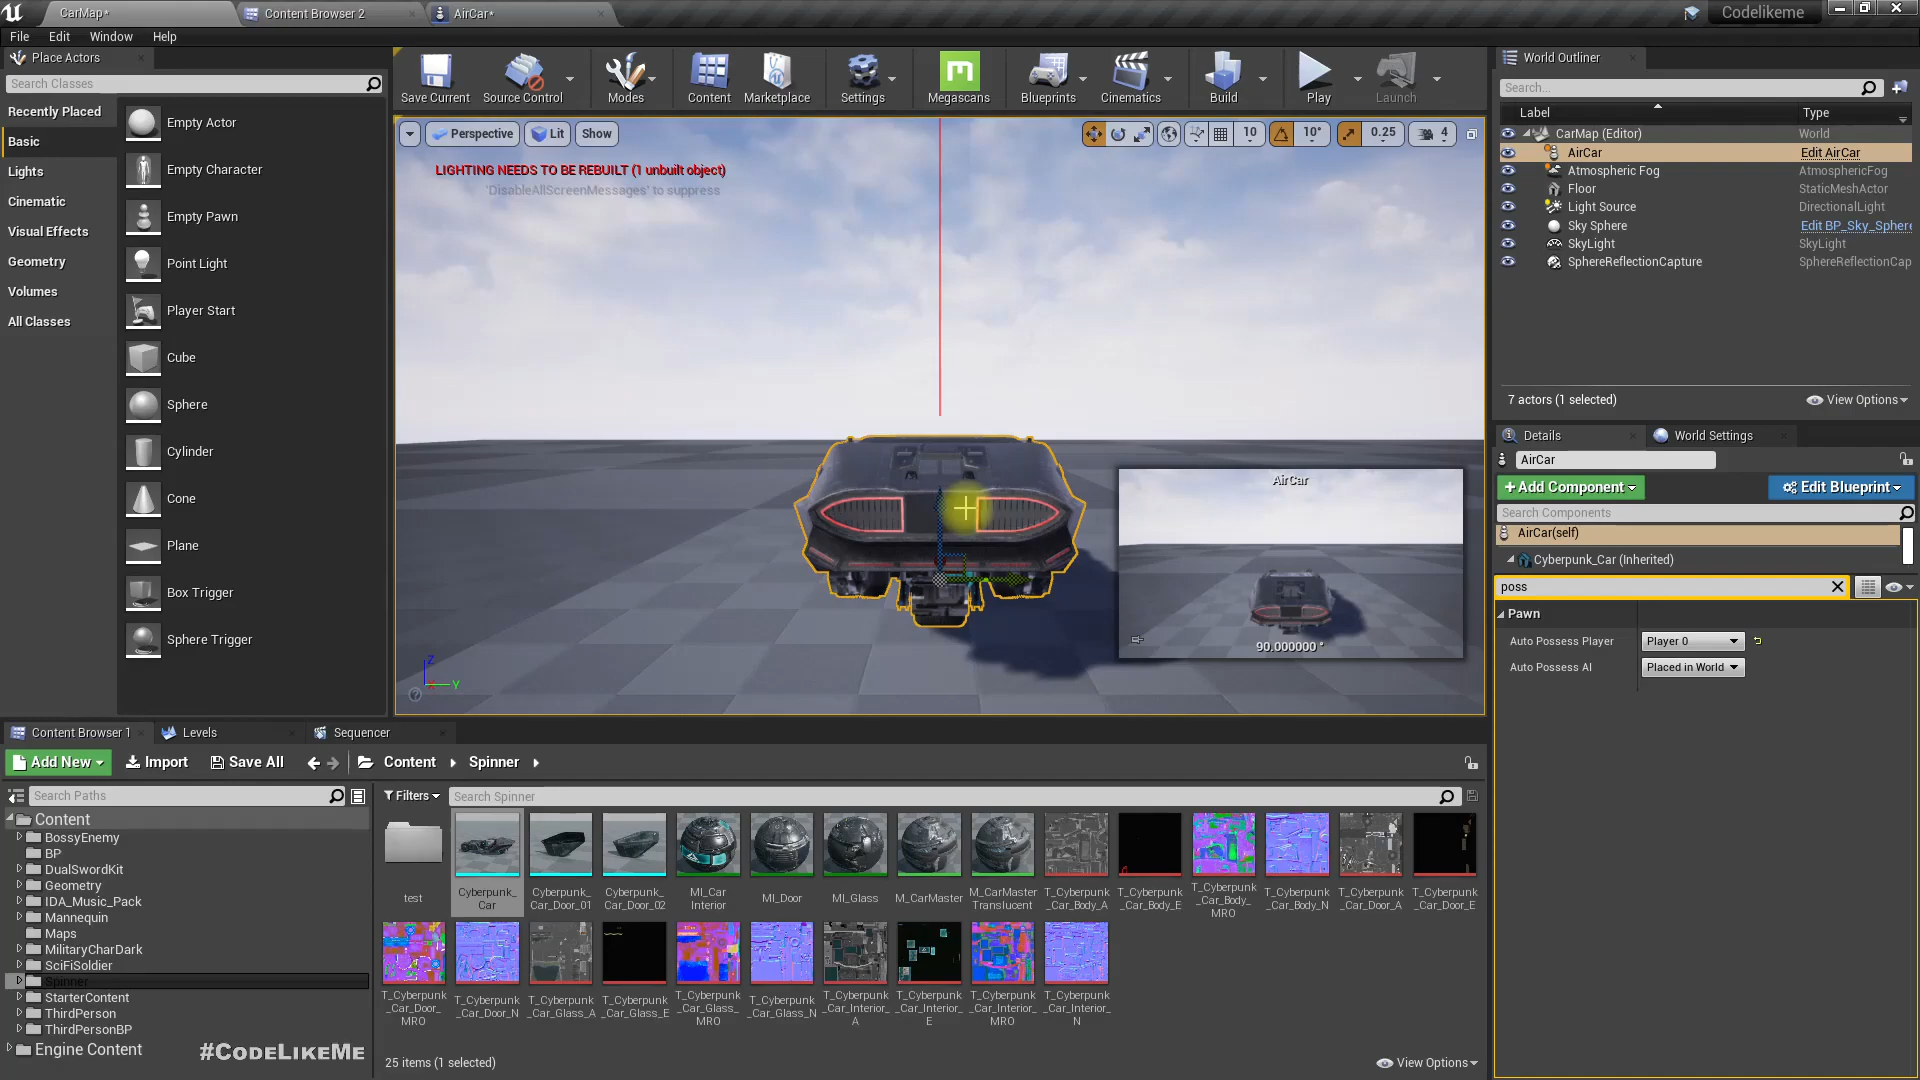 CarMap*
Content Browser 2
AirCar*
Codelikeme
File
Edit
Window
Help
Place Actors
Search Classes
Recently Placed
Basic
Lights
Cinematic
Visual Effects
Geometry
Volumes
All Classes
Empty Actor
Empty Character
Empty Pawn
Point Light
Player Start
Cube
Sphere
Cylinder
Cone
Plane
Box Trigger
Sphere Trigger
Save Current
Source Control
Modes
Content
Marketplace
Settings
Megascans
Blueprints
Cinematics
Build
Play
Launch
Perspective
Lit
Show
10
10°
0.25
4
LIGHTING NEEDS TO BE REBUILT (1 unbuilt object)
'DisableAllScreenMessages' to suppress
AirCar
90.000000 °
Z
Y
World Outliner
Search...
Label
Type
CarMap (Editor)
World
AirCar
Edit AirCar
Atmospheric Fog
AtmosphericFog
Floor
StaticMeshActor
Light Source
DirectionalLight
Sky Sphere
Edit BP_Sky_Sphere
SkyLight
SkyLight
SphereReflectionCapture
SphereReflectionCap
7 actors (1 selected)
View Options
Details
World Settings
AirCar
Add Component
Edit Blueprint
Search Components
AirCar(self)
Cyberpunk_Car (Inherited)
poss
Pawn
Auto Possess Player
Player 0
Auto Possess AI
Placed in World
Content Browser 1
Levels
Sequencer
Add New
Import
Save All
Content
Spinner
Search Paths
Filters
Search Spinner
Content
BossyEnemy
BP
DualSwordKit
Geometry
IDA_Music_Pack
Mannequin
Maps
MilitaryCharDark
SciFiSoldier
Spinner
StarterContent
ThirdPerson
ThirdPersonBP
Engine Content
#CodeLikeMe
test
Cyberpunk_
Car
Cyberpunk_
Car_Door_01
Cyberpunk_
Car_Door_02
MI_Car
Interior
MI_Door
MI_Glass
M_CarMaster
M_CarMaster
Translucent
T_Cyberpunk
_Car_Body_A
T_Cyberpunk
_Car_Body_E
T_Cyberpunk
_Car_Body_
MRO
T_Cyberpunk
_Car_Body_N
T_Cyberpunk
_Car_Door_A
T_Cyberpunk
_Car_Door_E
T_Cyberpunk
_Car_Door_
MRO
T_Cyberpunk
_Car_Door_N
T_Cyberpunk
_Car_Glass_A
T_Cyberpunk
_Car_Glass_E
T_Cyberpunk
_Car_Glass_
MRO
T_Cyberpunk
_Car_Glass_N
T_Cyberpunk
_Car_Interior_
A
T_Cyberpunk
_Car_Interior_
E
T_Cyberpunk
_Car_Interior_
MRO
T_Cyberpunk
_Car_Interior_
N
25 items (1 selected)
View Options